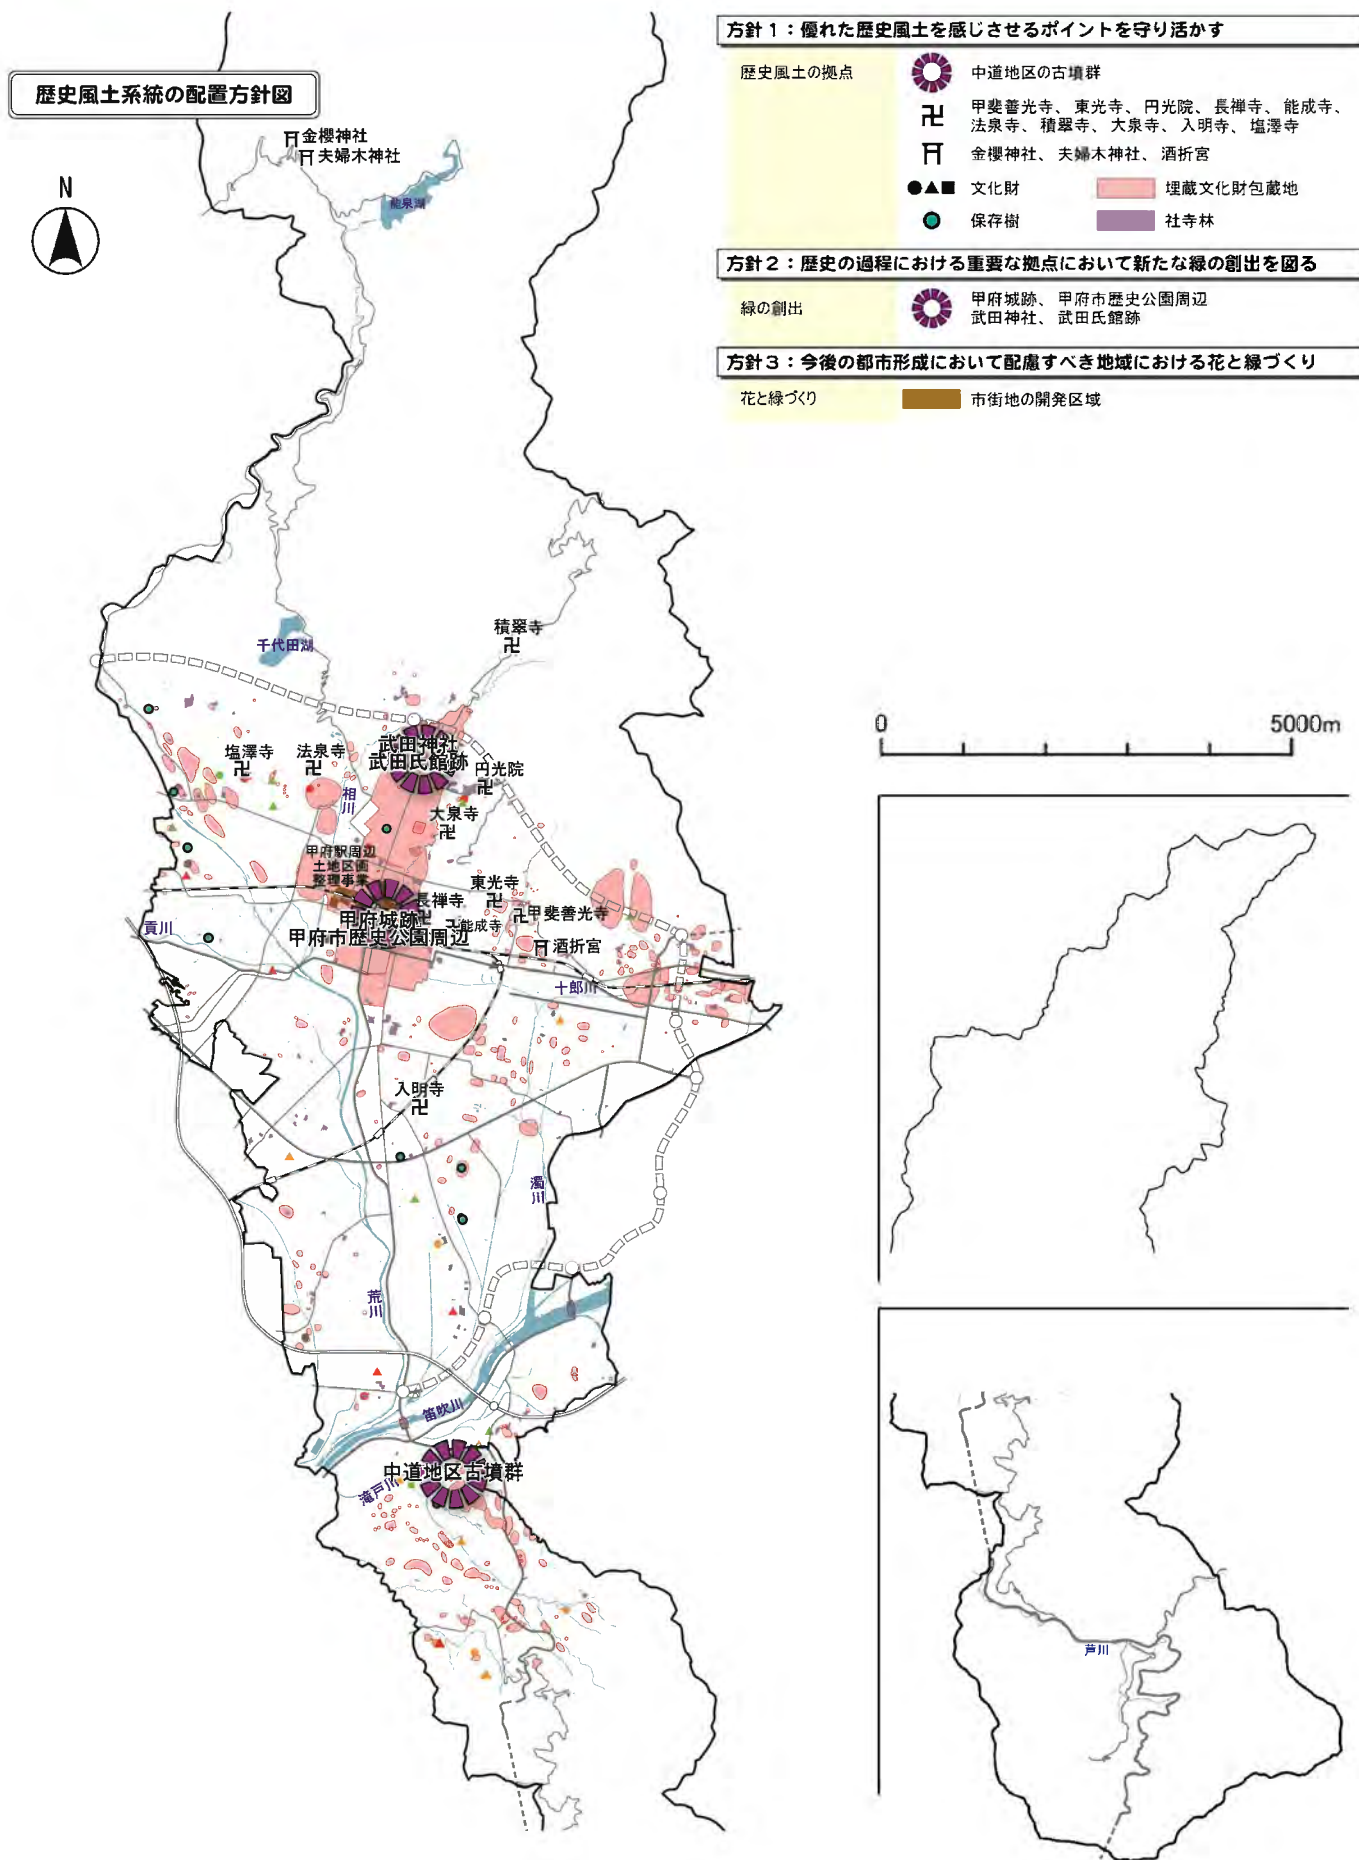 歴史風土系統の配置方針図
N
方針1：優れた歴史風土を感じさせるポイントを守り活かす
歴史風土の拠点
中道地区の古墳群
卍 甲斐善光寺、東光寺、円光院、長禅寺、能成寺、
法泉寺、積翠寺、大泉寺、入明寺、塩澤寺
金櫻神社、夫婦木神社、酒折宮
文化財
埋蔵文化財包蔵地
保存樹
社寺林
方針2：歴史の過程における重要な拠点において新たな緑の創出を図る
緑の創出
甲府城跡、甲府市歴史公園周辺
武田神社、武田氏館跡
方針3：今後の都市形成において配慮すべき地域における花と緑づくり
花と緑づくり
市街地の開発区域
金櫻神社
夫婦木神社
能泉湖
千代田湖
積翠寺
卍
0
5000m
武田神社
武田氏館跡
塩澤寺
卍
法泉寺
卍
円光院
卍
相川
大泉寺
卍
甲府駅周辺
土地区画
整理事業
東光寺
卍
長禅寺
卍
卍甲斐善光寺
卍能成寺
甲府城跡
甲府市歴史公園周辺
酒折宮
貢川
十郎川
入明寺
卍
濁川
荒川
笛吹川
中道地区古墳群
滝戸川
芦川